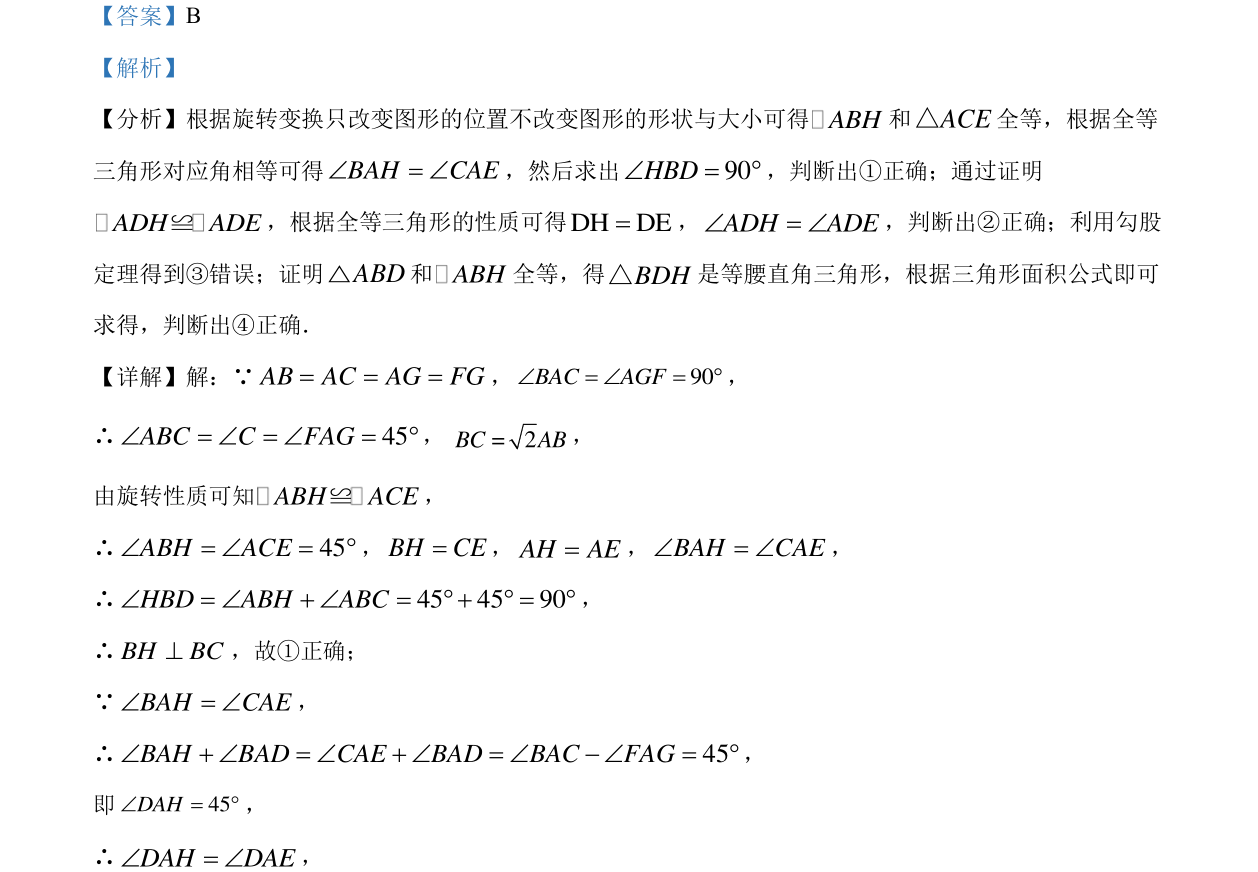 【答案】B
【解析】
【分析】根据旋转变换只改变图形的位置不改变图形的形状与大小可得□ABH 和 △ACE 全等，根据全等
三角形对应角相等可得 ∠BAH = ∠CAE，然后求出 ∠HBD = 90°，判断出①正确；通过证明
□ADH≌□ADE，根据全等三角形的性质可得 DH = DE，∠ADH = ∠ADE，判断出②正确；利用勾股
定理得到③错误；证明 △ABD 和□ABH 全等，得 △BDH 是等腰直角三角形，根据三角形面积公式即可
求得，判断出④正确.
【详解】解：∵ AB = AC = AG = FG，∠BAC = ∠AGF = 90°，
∴ ∠ABC = ∠C = ∠FAG = 45°， BC = √2AB，
由旋转性质可知□ABH≌□ACE，
∴ ∠ABH = ∠ACE = 45°，BH = CE，AH = AE，∠BAH = ∠CAE，
∴ ∠HBD = ∠ABH + ∠ABC = 45° + 45° = 90°，
∴ BH ⊥ BC，故①正确；
∵ ∠BAH = ∠CAE，
∴ ∠BAH + ∠BAD = ∠CAE + ∠BAD = ∠BAC − ∠FAG = 45°，
即 ∠DAH = 45°，
∴ ∠DAH = ∠DAE，